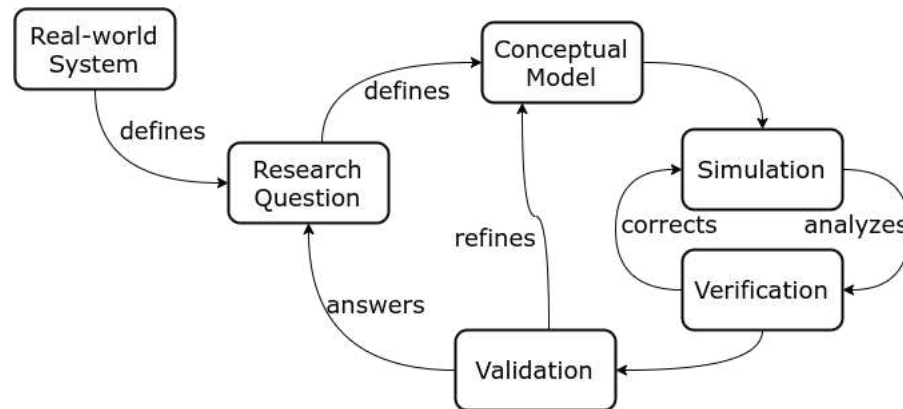 Real-world
System
defines
Research
Question
defines
Conceptual
Model
Simulation
corrects
analyzes
Verification
refines
answers
Validation